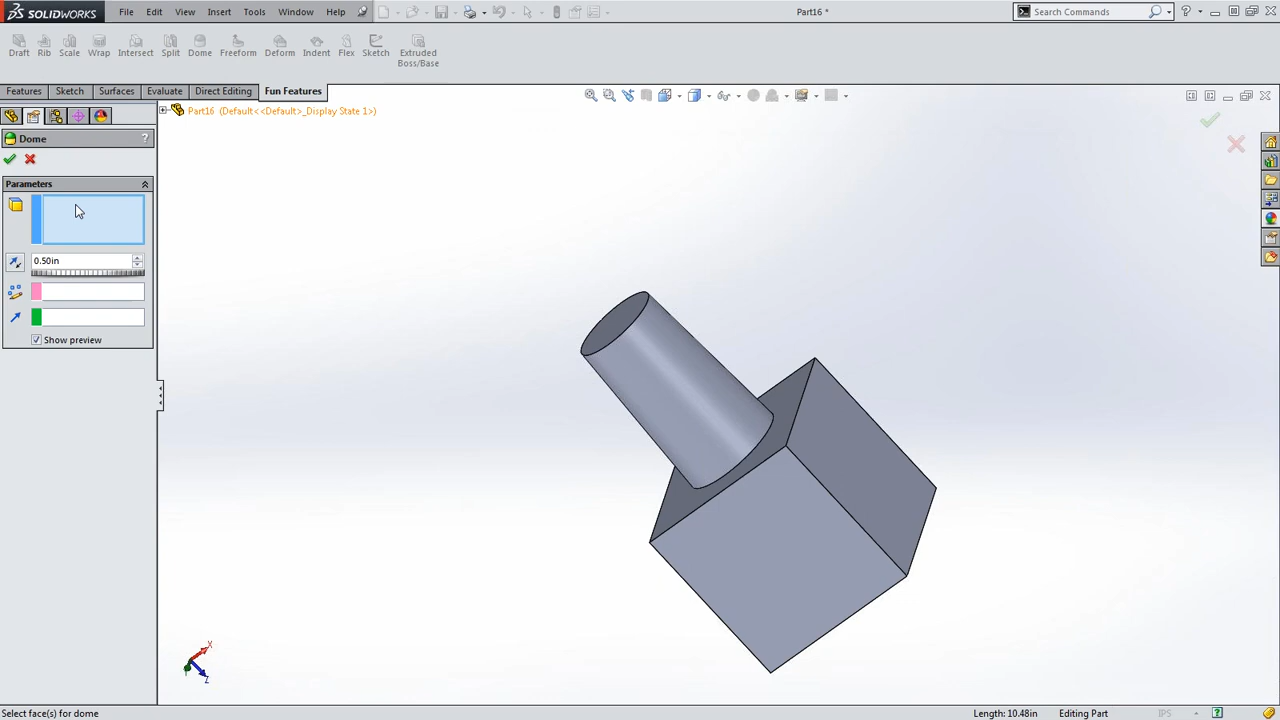 SOLIDWORKS File Edit View Insert Tools Window Help Part16 * Search Commands ?
Draft Rib Scale Wrap Intersect Split Dome Freeform Deform Indent Flex Sketch Extruded
Boss/Base
Features Sketch Surfaces Evaluate Direct Editing Fun Features
Part16 (Default<<Default>_Display State 1>)
Dome ?
Parameters
0.50in
Show preview
X
Z
Select face(s) for dome Length: 10.48in Editing Part IPS ?